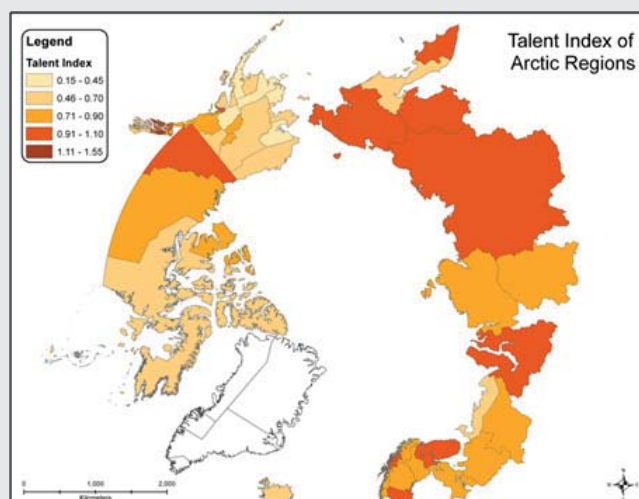 Legend
Talent Index
0.15 - 0.45
0.46 - 0.70
0.71 - 0.90
0.91 - 1.10
1.11 - 1.55
Talent Index of
Arctic Regions
0 1,000 2,000
Kilometers